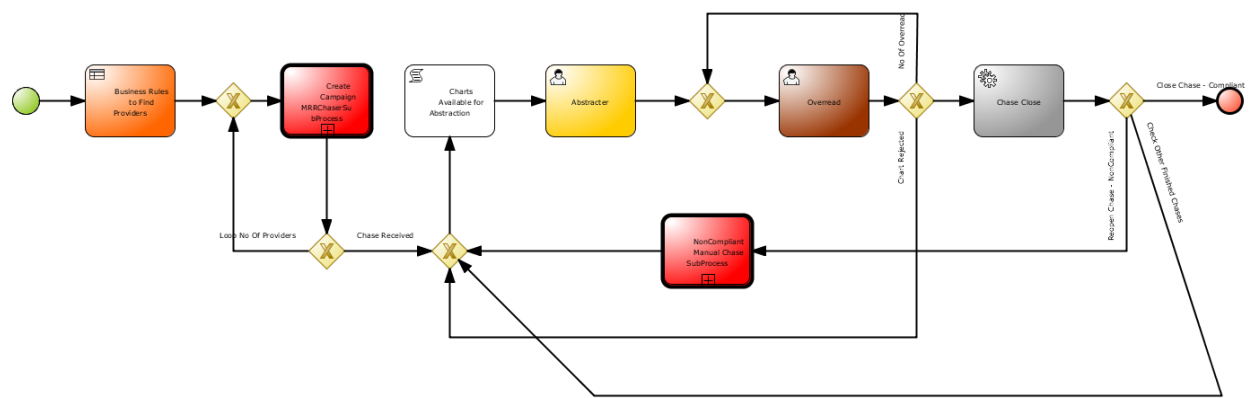 No Of Overread
Close Chase - Compliant
Business Rules
to Find
Providers
Create
Campaign
MRRChaserSu
bProcess
Charts
Available for
Abstraction
Abstracter
Overread
Chase Close
Chart Rejected
Reopen Chase - NonCompliant
Check Other Finished Chases
Loop No Of Providers
Chase Received
NonCompliant
Manual Chase
SubProcess